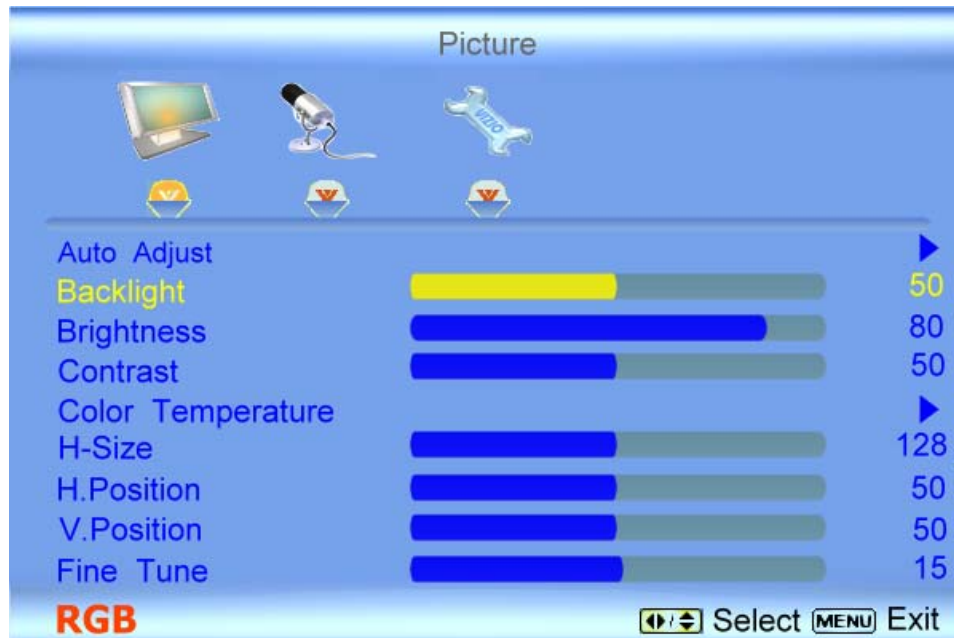 Picture
VIZIO
Auto Adjust
Backlight 50
Brightness 80
Contrast 50
Color Temperature
H-Size 128
H.Position 50
V.Position 50
Fine Tune 15
RGB Select MENU Exit